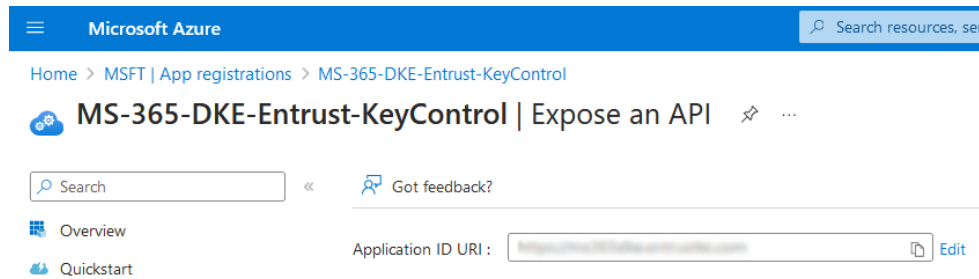 Microsoft Azure
Search resources, se
Home > MSFT | App registrations > MS-365-DKE-Entrust-KeyControl
MS-365-DKE-Entrust-KeyControl | Expose an API ...
Search «
Got feedback?
Overview
Application ID URI : Edit
Quickstart